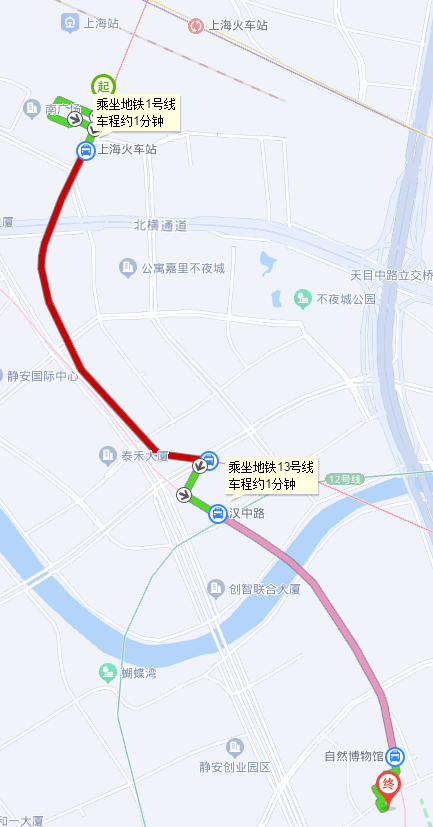 上海站
上海火车站
起
乘坐地铁1号线
车程约1分钟
南广场
上海火车站
北横通道
厦
公寓嘉里不夜城
天目中路立交桥
不夜城公园
静安国际中心
泰禾大厦
乘坐地铁13号线
车程约1分钟
12号线
汉中路
创智联合大厦
蝴蝶湾
静安创业园区
自然博物馆
终
和一大厦